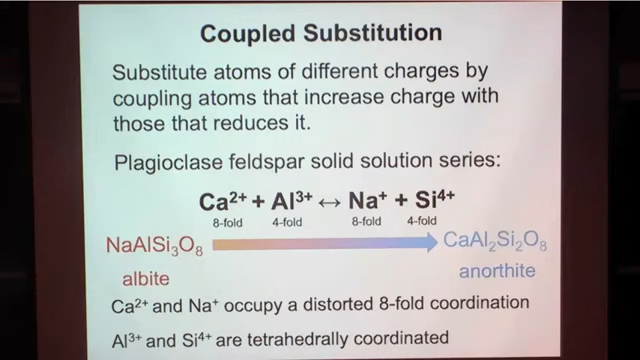 Coupled Substitution
Substitute atoms of different charges by
coupling atoms that increase charge with
those that reduces it.
Plagioclase feldspar solid solution series:
Ca²⁺ + Al³⁺ ↔ Na⁺ + Si⁴⁺
8-fold 4-fold 8-fold 4-fold
NaAlSi₃O₈ CaAl₂Si₂O₈
albite anorthite
Ca²⁺ and Na⁺ occupy a distorted 8-fold coordination
Al³⁺ and Si⁴⁺ are tetrahedrally coordinated